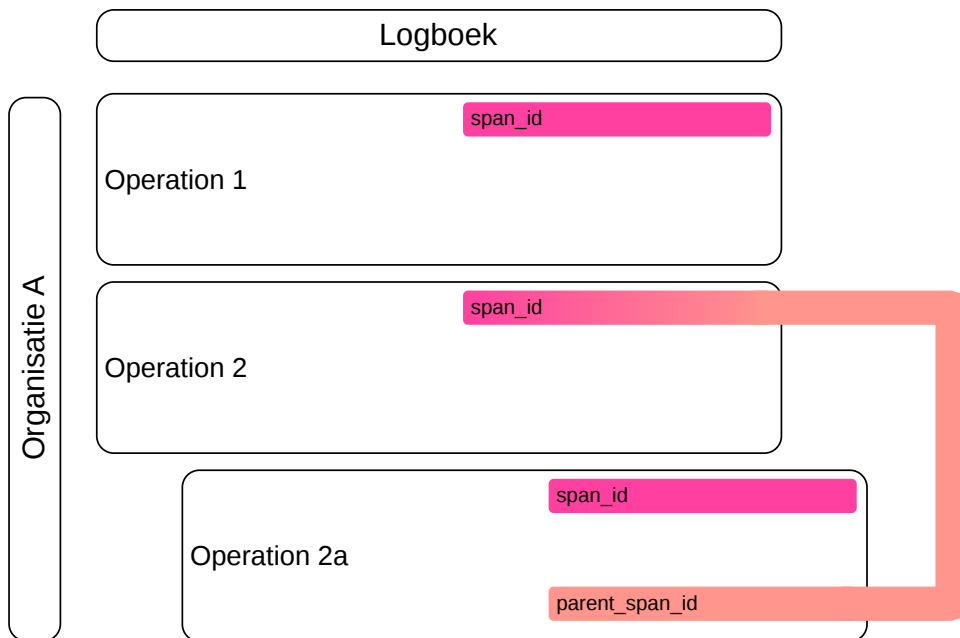 Logboek
Organisatie A
span_id
Operation 1
span_id
Operation 2
span_id
Operation 2a
parent_span_id